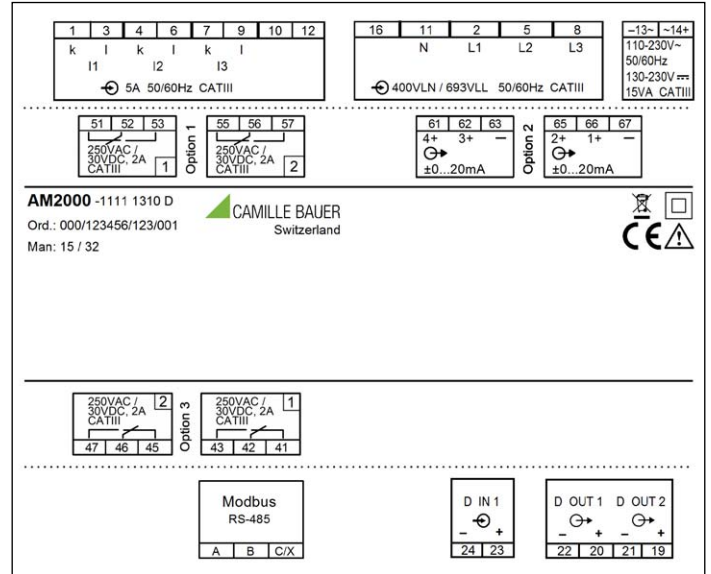 1 3 4 6 7 9 10 12
k l k l k l
I1 I2 I3
5A 50/60Hz CATIII
16 11 2 5 8
N L1 L2 L3
400VLN / 693VLL 50/60Hz CATIII
–13~ ~14+
110-230V~
50/60Hz
130-230V
15VA CATIII
51 52 53
250VAC /
30VDC, 2A
CATIII
1
Option 1
55 56 57
250VAC /
30VDC, 2A
CATIII
2
61 62 63
4+ 3+ –
±0...20mA
Option 2
65 66 67
2+ 1+ –
±0...20mA
AM2000 -1111 1310 D
Ord.: 000/123456/123/001
Man: 15 / 32
CAMILLE BAUER
Switzerland
CE
250VAC /
30VDC, 2A
CATIII
2
47 46 45
Option 3
250VAC /
30VDC, 2A
CATIII
1
43 42 41
Modbus
RS-485
A B C/X
D IN 1
– +
24 23
D OUT 1 D OUT 2
– + – +
22 20 21 19